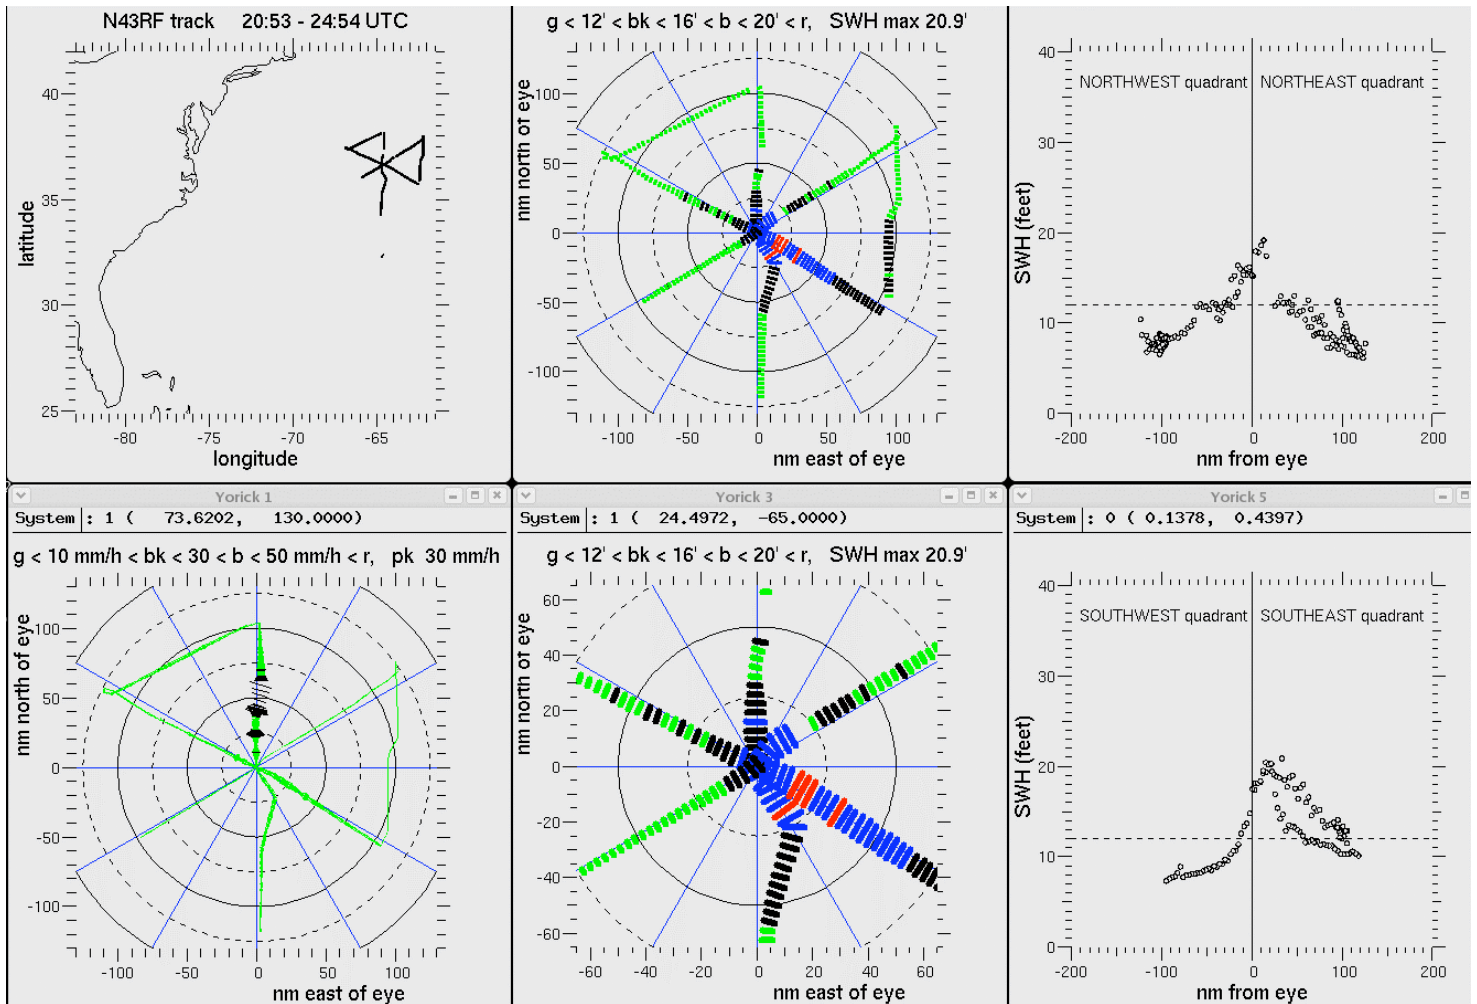 N43RF track 20:53 - 24:54 UTC
latitude
40
35
30
25
-80 -75 -70 -65
longitude
g < 12' < bk < 16' < b < 20' < r, SWH max 20.9'
nm north of eye
100
50
0
-50
-100
-100 -50 0 50 100
nm east of eye
NORTHWEST quadrant NORTHEAST quadrant
SWH (feet)
40
30
20
10
0
-200 -100 0 100 200
nm from eye
Yorick 1
System : 1 ( 73.6202, 130.0000)
g < 10 mm/h < bk < 30 < b < 50 mm/h < r, pk 30 mm/h
nm north of eye
100
50
0
-50
-100
-100 -50 0 50 100
nm east of eye
Yorick 3
System : 1 ( 24.4972, -65.0000)
g < 12' < bk < 16' < b < 20' < r, SWH max 20.9'
nm north of eye
60
40
20
0
-20
-40
-60
-60 -40 -20 0 20 40 60
nm east of eye
Yorick 5
System : 0 ( 0.1378, 0.4397)
SOUTHWEST quadrant SOUTHEAST quadrant
SWH (feet)
40
30
20
10
0
-200 -100 0 100 200
nm from eye